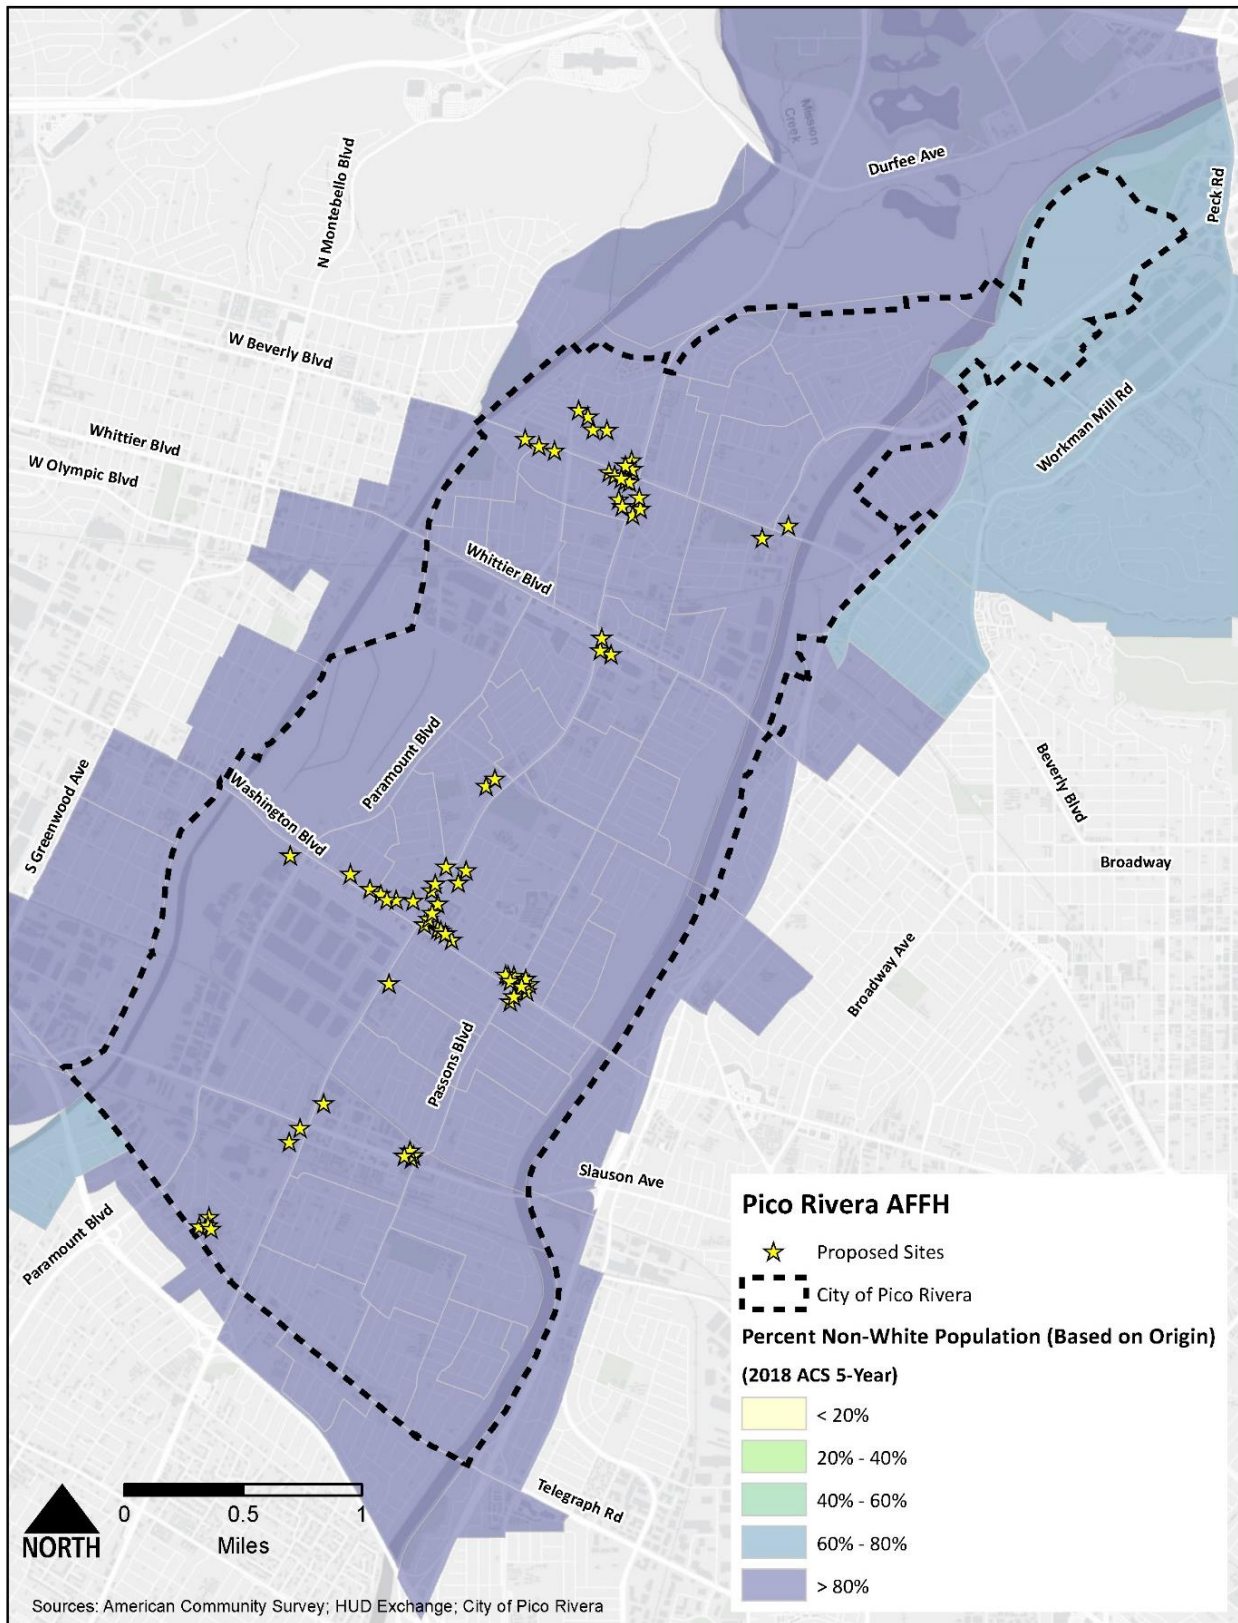 Mission
Creek
Durfee Ave
Peck Rd
N Montebello Blvd
W Beverly Blvd
Whittier Blvd
W Olympic Blvd
Workman Mill Rd
Whittier Blvd
Paramount Blvd
Washington Blvd
S Greenwood Ave
Beverly Blvd
Broadway
Broadway Ave
Passons Blvd
Slauson Ave
Paramount Blvd
Telegraph Rd
Pico Rivera AFFH
Proposed Sites
City of Pico Rivera
Percent Non-White Population (Based on Origin)
(2018 ACS 5-Year)
< 20%
20% - 40%
40% - 60%
60% - 80%
> 80%
0 0.5 1
Miles
NORTH
Sources: American Community Survey; HUD Exchange; City of Pico Rivera